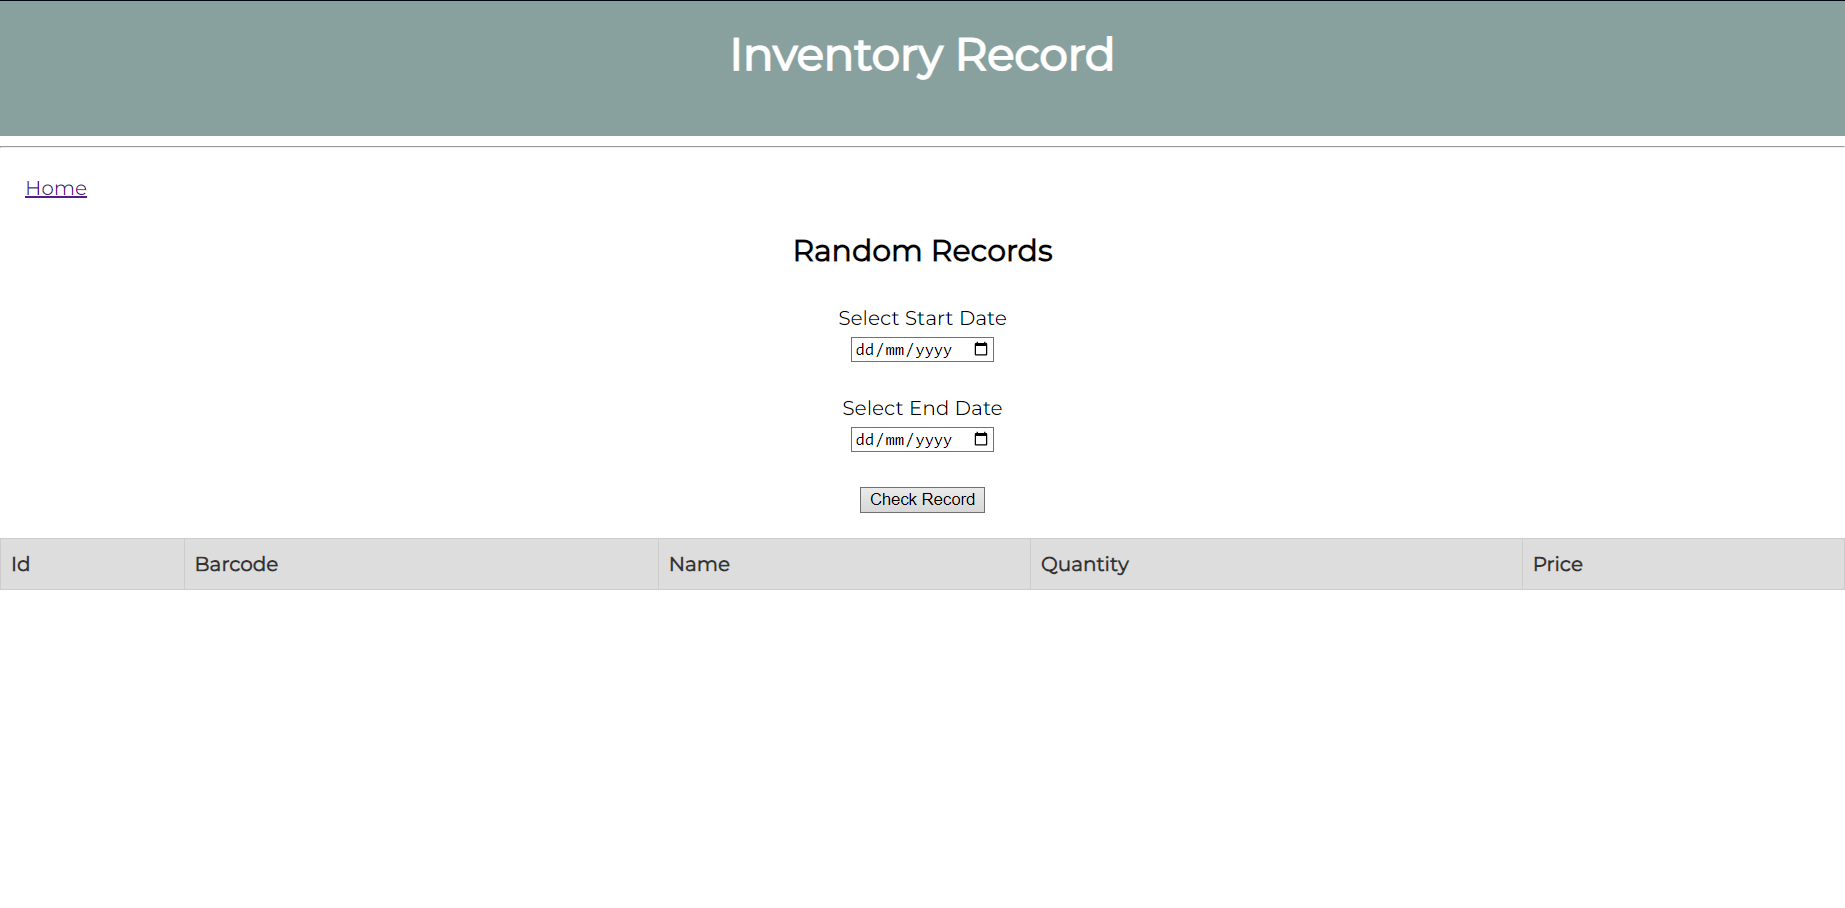 Inventory Record
Home
Random Records
Select Start Date
dd/mm/yyyy
Select End Date
dd/mm/yyyy
Check Record
Id Barcode Name Quantity Price